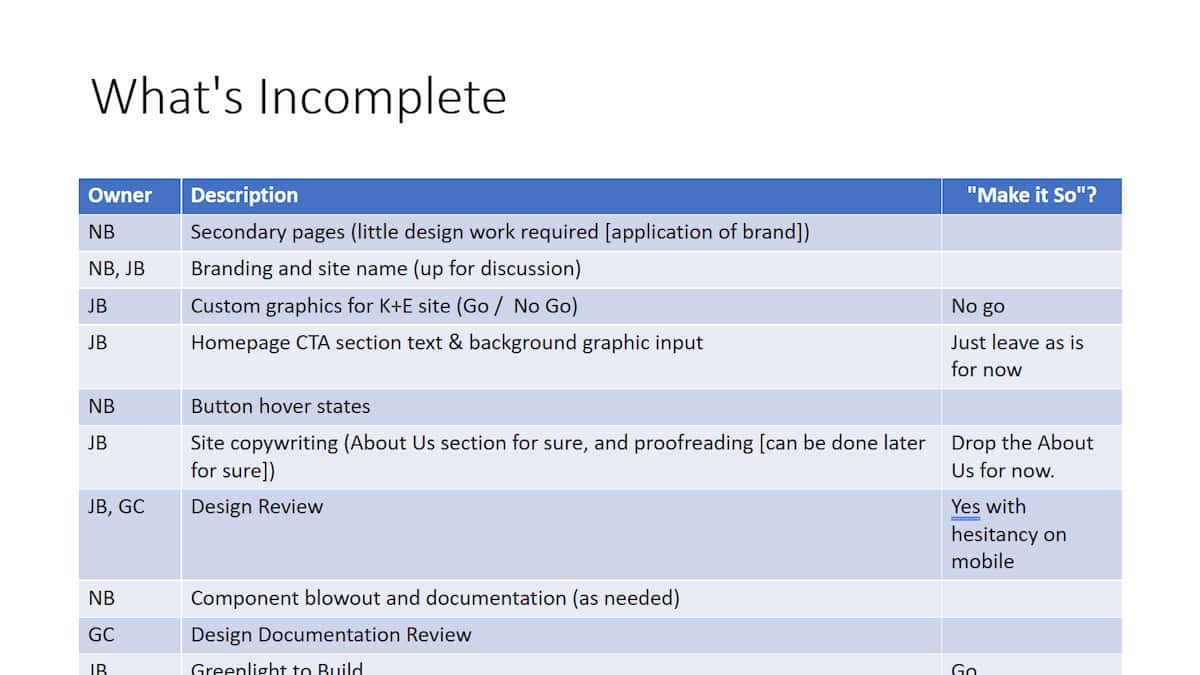 What's Incomplete
Owner Description "Make it So"?
NB Secondary pages (little design work required [application of brand])
NB, JB Branding and site name (up for discussion)
JB Custom graphics for K+E site (Go /  No Go) No go
JB Homepage CTA section text & background graphic input Just leave as is
for now
NB Button hover states
JB Site copywriting (About Us section for sure, and proofreading [can be done later Drop the About
for sure]) Us for now.
JB, GC Design Review Yes with
hesitancy on
mobile
NB Component blowout and documentation (as needed)
GC Design Documentation Review
JB Greenlight to Build Go